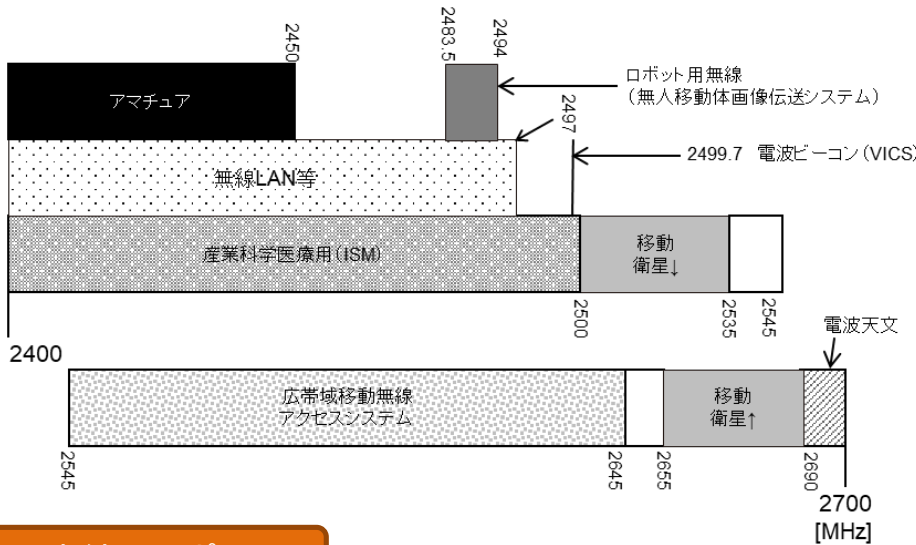 2450
2483.5
2494
アマチュア
ロボット用無線
(無人移動体画像伝送システム)
2497
2499.7 電波ビーコン(VICS)
無線LAN等
産業科学医療用(ISM)
移動
衛星↓
2400
2500
2535
2545
電波天文
広帯域移動無線
アクセスシステム
移動
衛星↑
2545
2645
2655
2690
2700
[MHz]